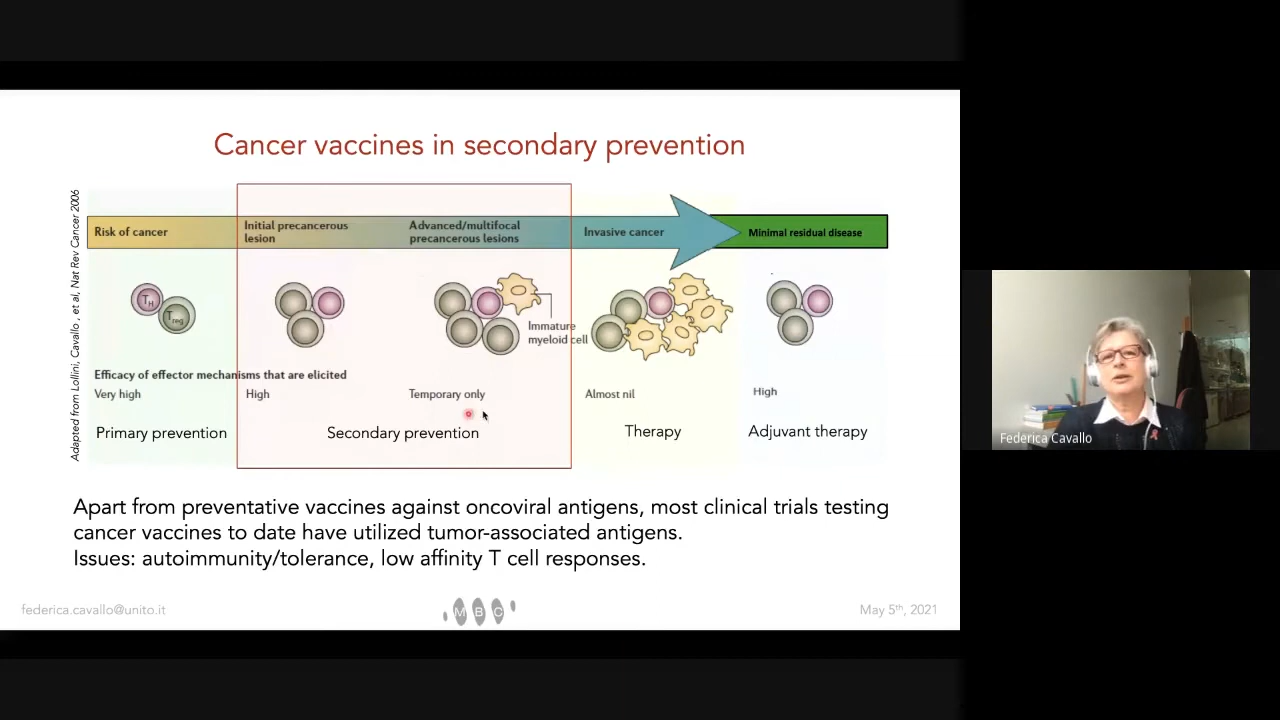 Cancer vaccines in secondary prevention
Adapted from Lollini, Cavallo , et al, Nat Rev Cancer 2006
Risk of cancer
Initial precancerous
lesion
Advanced/multifocal
precancerous lesions
Invasive cancer
Minimal residual disease
TH
Treg
Immature
myeloid cell
Efficacy of effector mechanisms that are elicited
Very high
High
Temporary only
Almost nil
High
Primary prevention
Secondary prevention
Therapy
Adjuvant therapy
Apart from preventative vaccines against oncoviral antigens, most clinical trials testing
cancer vaccines to date have utilized tumor-associated antigens.
Issues: autoimmunity/tolerance, low affinity T cell responses.
federica.cavallo@unito.it
MBC
May 5th, 2021
Federica Cavallo